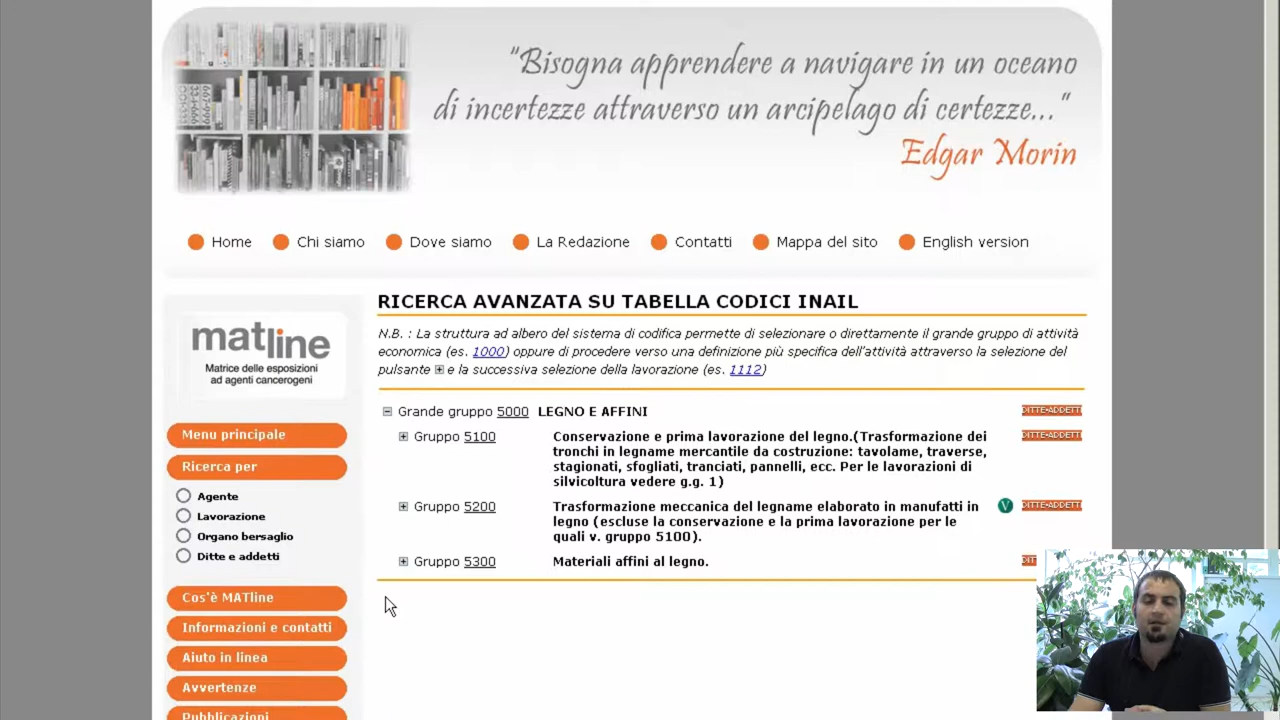 “Bisogna apprendere a navigare in un oceano
di incertezze attraverso un arcipelago di certezze...”
Edgar Morin
Home Chi siamo Dove siamo La Redazione Contatti Mappa del sito English version
matline
Matrice delle esposizioni
ad agenti cancerogeni
Menu principale
Ricerca per
Agente
Lavorazione
Organo bersaglio
Ditte e addetti
Cos'è MATline
Informazioni e contatti
Aiuto in linea
Avvertenze
Pubblicazioni
RICERCA AVANZATA SU TABELLA CODICI INAIL
N.B. : La struttura ad albero del sistema di codifica permette di selezionare o direttamente il grande gruppo di attività
economica (es. 1000) oppure di procedere verso una definizione più specifica dell'attività attraverso la selezione del
pulsante e la successiva selezione della lavorazione (es. 1112)
Grande gruppo 5000 LEGNO E AFFINI DITTE•ADDETTI
Gruppo 5100 Conservazione e prima lavorazione del legno.(Trasformazione dei DITTE•ADDETTI
tronchi in legname mercantile da costruzione: tavolame, traverse,
stagionati, sfogliati, tranciati, pannelli, ecc. Per le lavorazioni di
silvicoltura vedere g.g. 1)
Gruppo 5200 Trasformazione meccanica del legname elaborato in manufatti in V DITTE•ADDETTI
legno (escluse la conservazione e la prima lavorazione per le
quali v. gruppo 5100).
Gruppo 5300 Materiali affini al legno. DIT